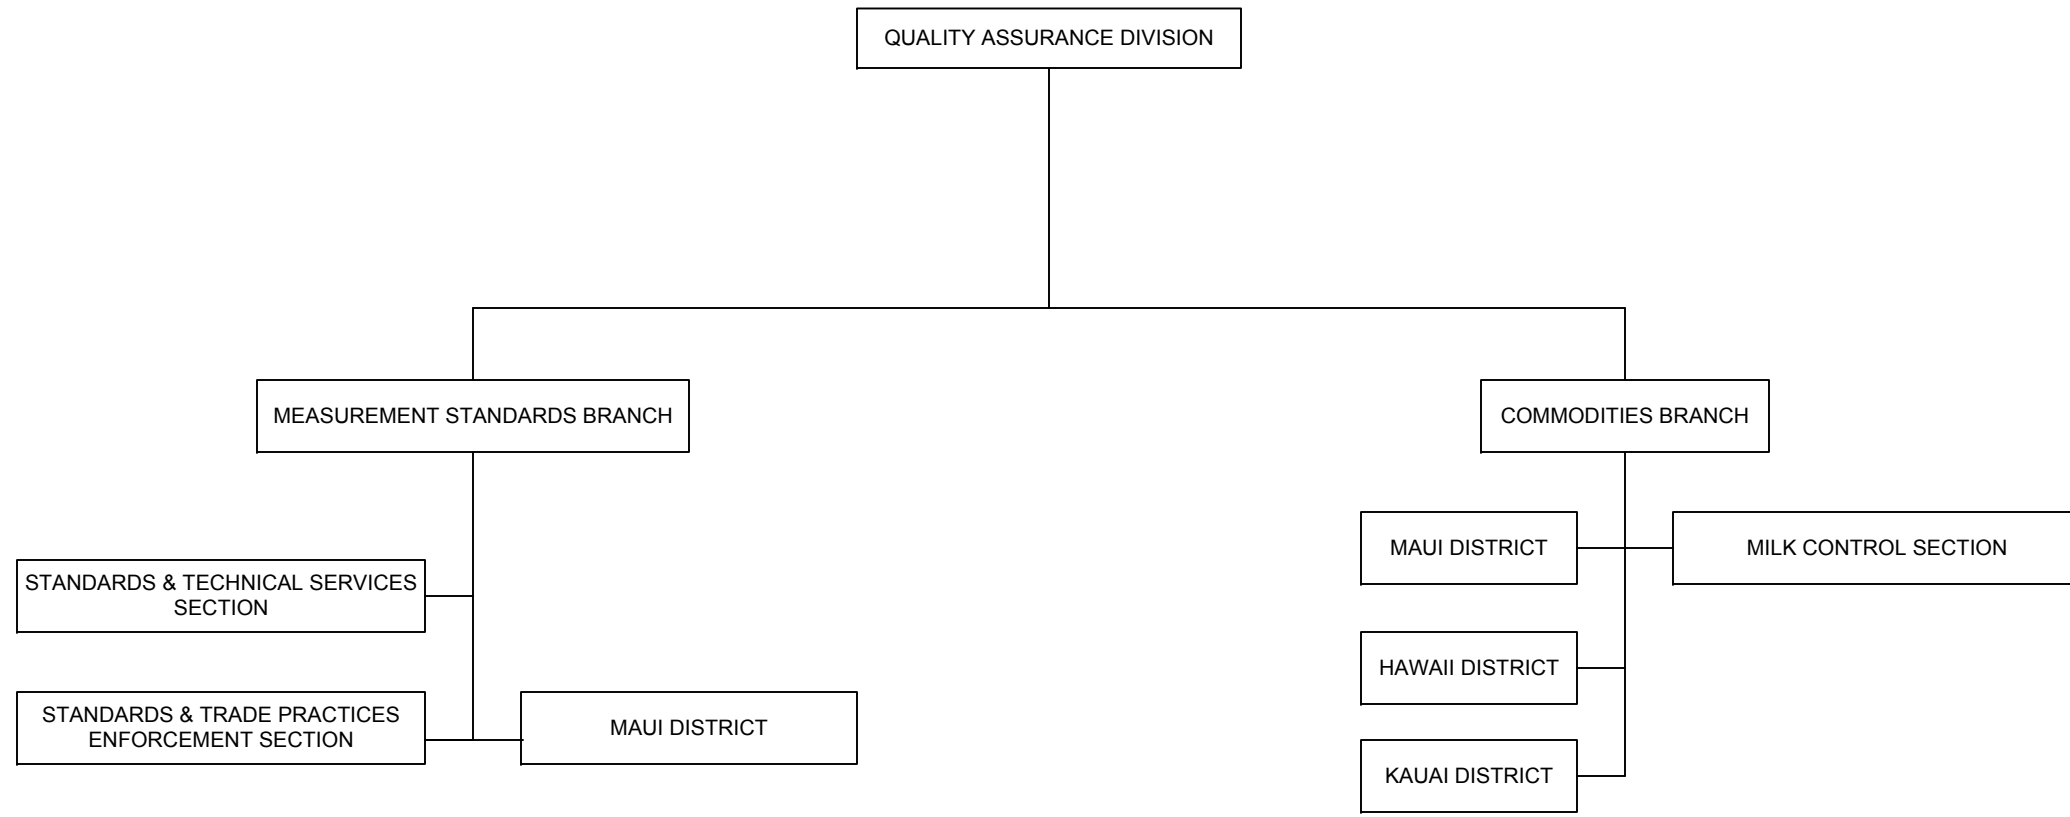 QUALITY ASSURANCE DIVISION
MEASUREMENT STANDARDS BRANCH
COMMODITIES BRANCH
STANDARDS & TECHNICAL SERVICES
SECTION
STANDARDS & TRADE PRACTICES
ENFORCEMENT SECTION
MAUI DISTRICT
MAUI DISTRICT
MILK CONTROL SECTION
HAWAII DISTRICT
KAUAI DISTRICT